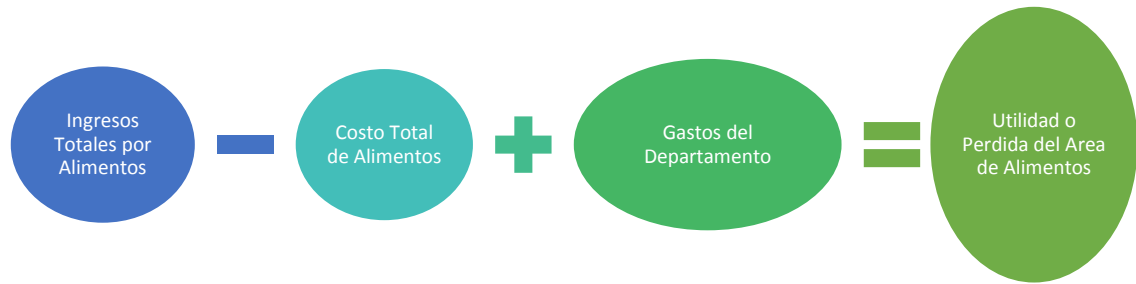 Ingresos
Totales por
Alimentos
Costo Total
de Alimentos
Gastos del
Departamento
Utilidad o
Perdida del Area
de Alimentos